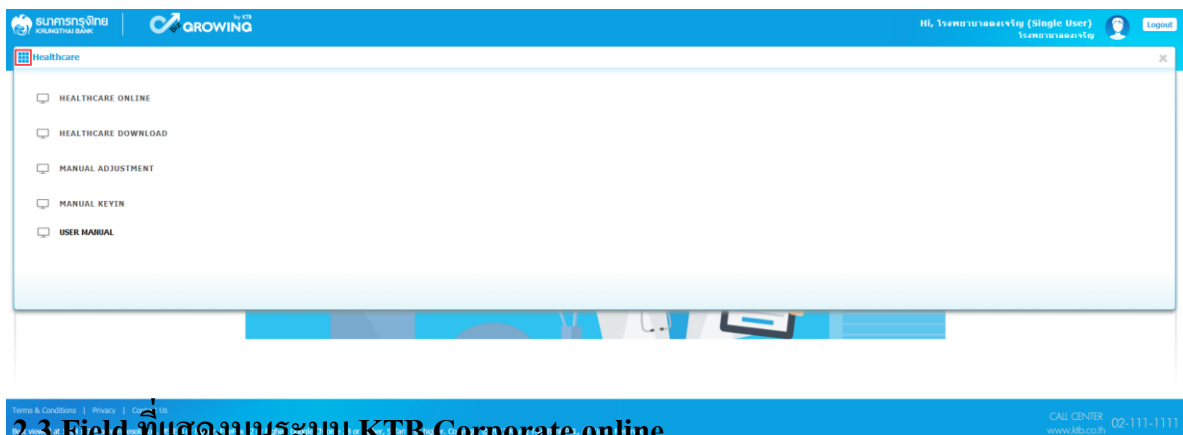 ธนาคารกรุงไทย
KRUNGTHAI BANK
by KTB
GROWING
Hi, โรงพยาบาลดงเจริญ (Single User)
โรงพยาบาลดงเจริญ
Logout
Healthcare
HEALTHCARE ONLINE
HEALTHCARE DOWNLOAD
MANUAL ADJUSTMENT
MANUAL KEYIN
USER MANUAL
Terms & Conditions | Privacy | Us
CALL CENTER 02-111-1111
www.ktb.co.th
2.3 Field ที่แสดงบนระบบ KTB Corporate online